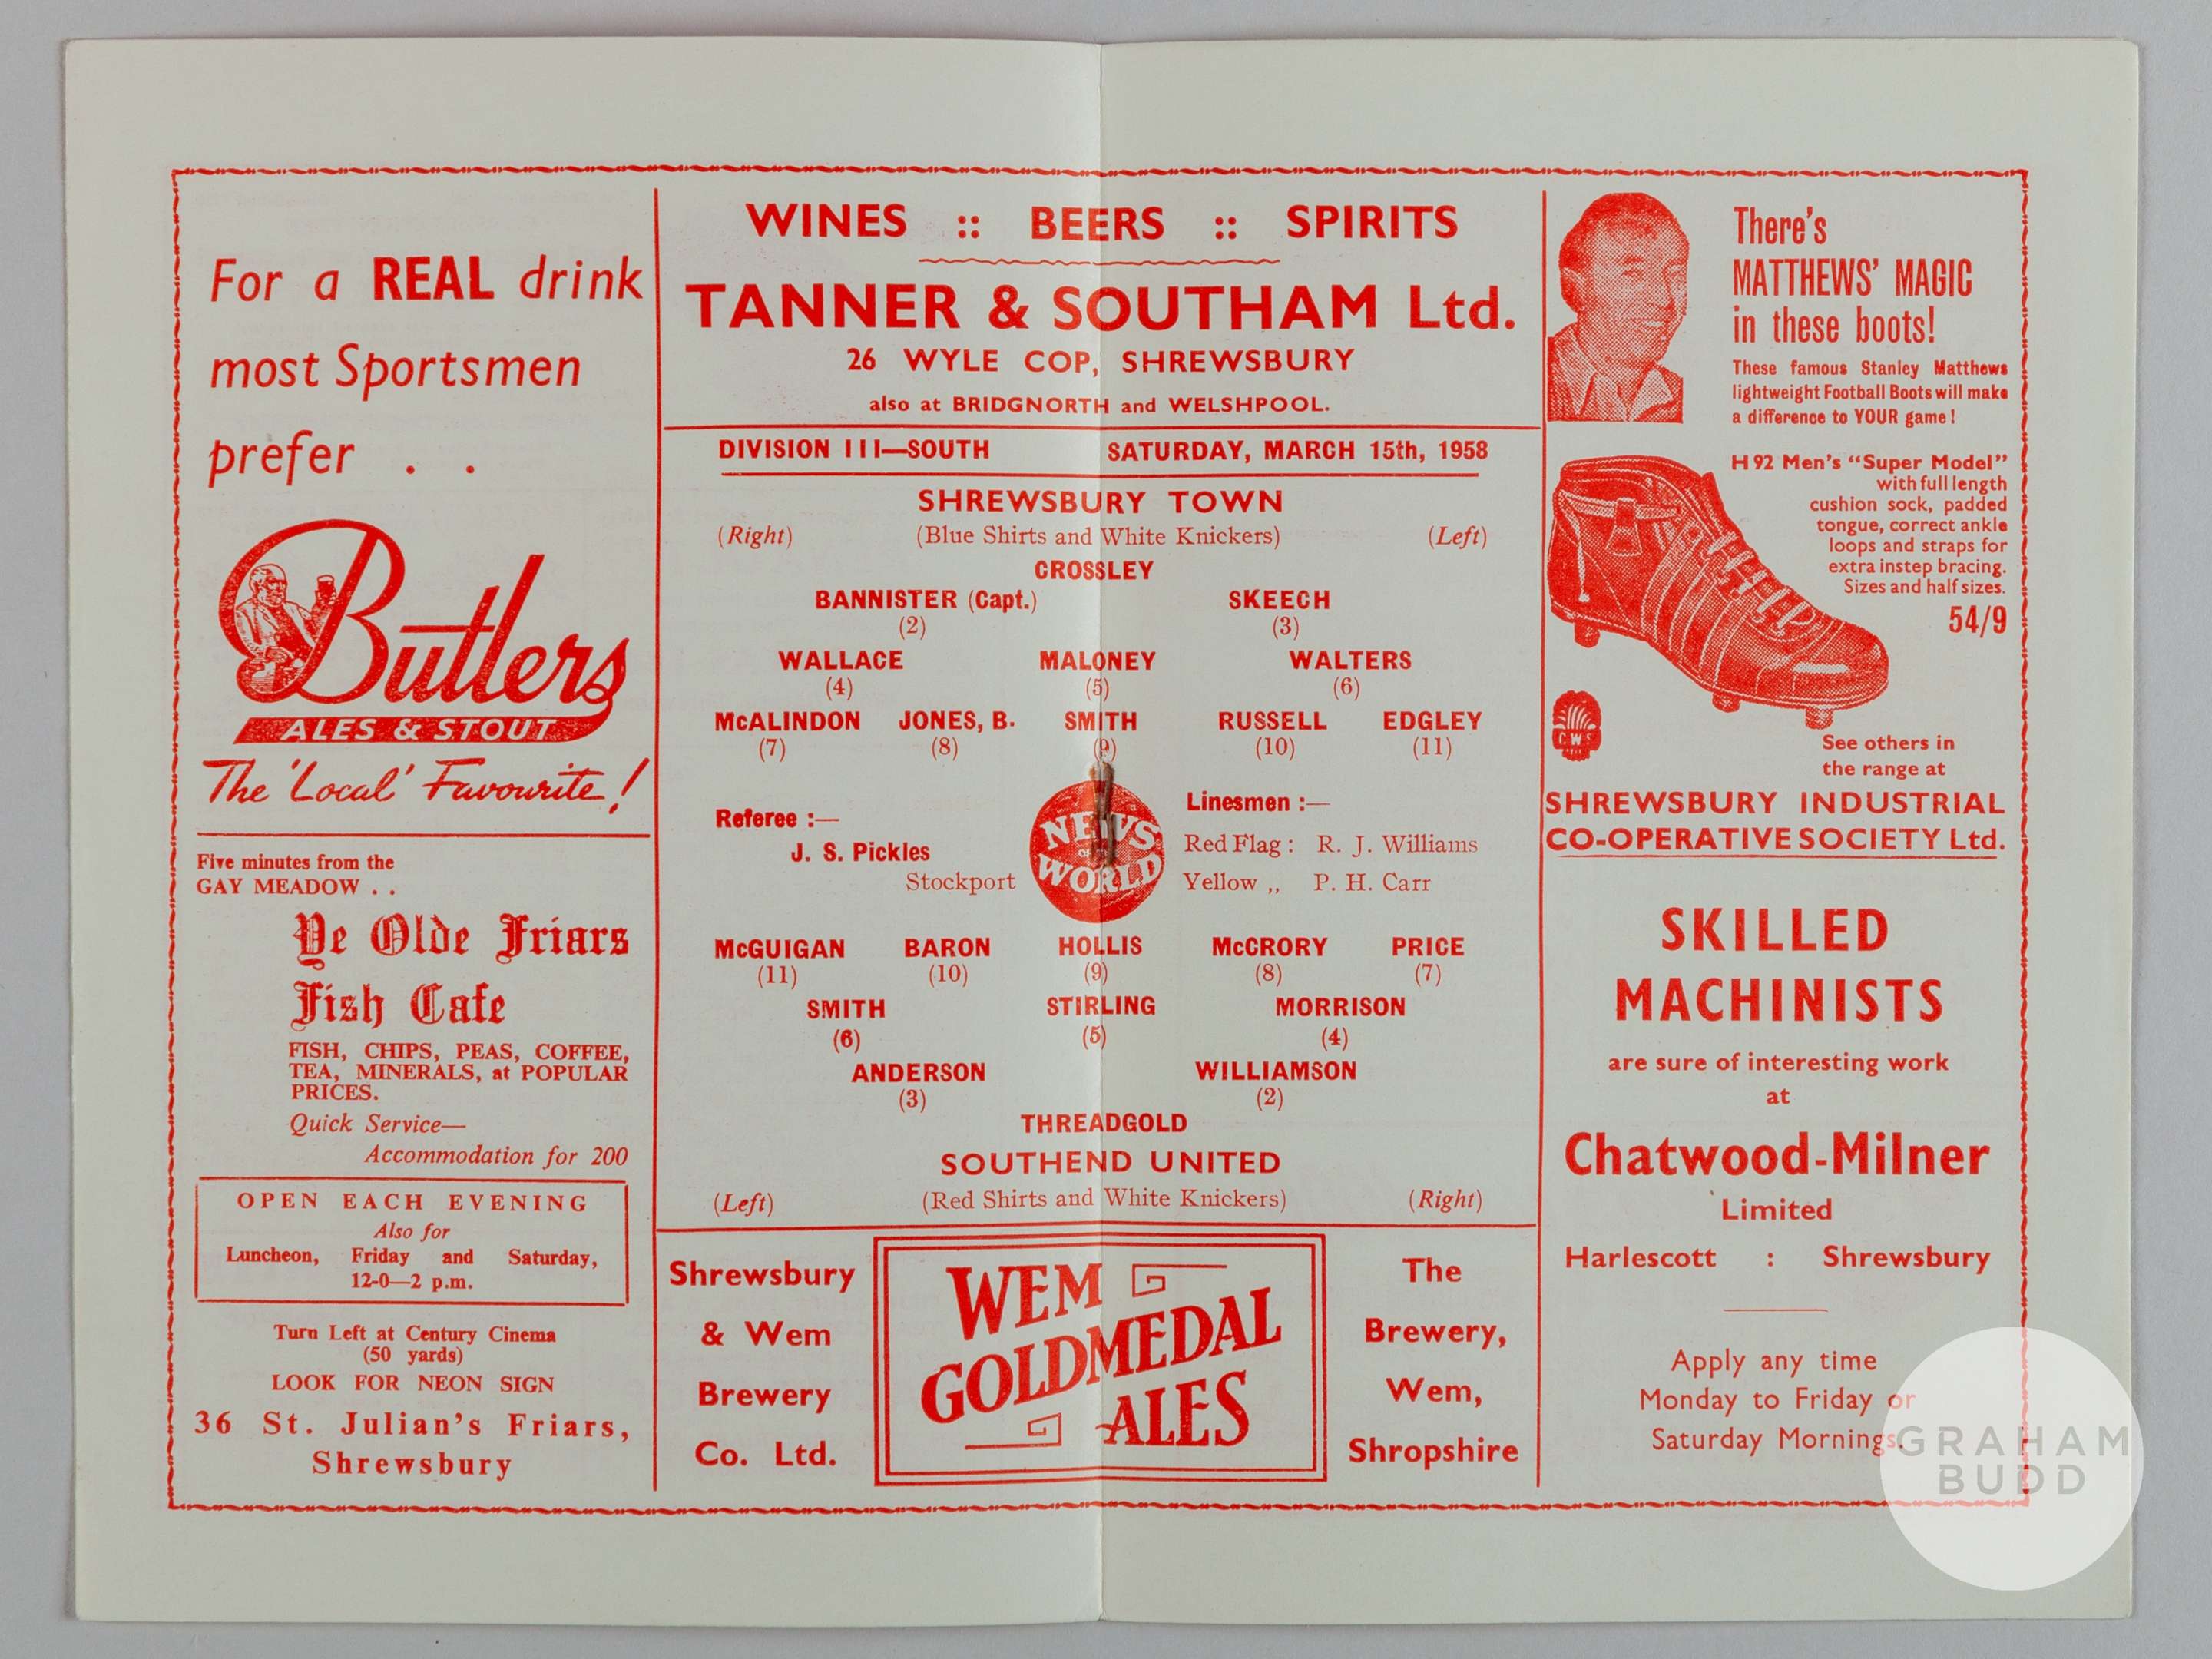 For a REAL drink
most Sportsmen
prefer . .
Butlers
ALES & STOUT
The 'Local' Favourite!
Five minutes from the
GAY MEADOW . .
Ye Olde Friars
Fish Cafe
FISH, CHIPS, PEAS, COFFEE,
TEA, MINERALS, at POPULAR
PRICES.
Quick Service—
Accommodation for 200
OPEN EACH EVENING
Also for
Luncheon, Friday and Saturday,
12-0—2 p.m.
Turn Left at Century Cinema
(50 yards)
LOOK FOR NEON SIGN
36 St. Julian's Friars,
Shrewsbury
WINES :: BEERS :: SPIRITS
TANNER & SOUTHAM Ltd.
26 WYLE COP, SHREWSBURY
also at BRIDGNORTH and WELSHPOOL.
DIVISION III—SOUTH SATURDAY, MARCH 15th, 1958
SHREWSBURY TOWN
(Right) (Blue Shirts and White Knickers) (Left)
CROSSLEY
BANNISTER (Capt.) SKEECH
(2) (3)
WALLACE MALONEY WALTERS
(4) (5) (6)
McALINDON JONES, B. SMITH RUSSELL EDGLEY
(7) (8) (9) (10) (11)
Referee :—
J. S. Pickles
Stockport
NEWS
OF THE
WORLD
Linesmen :—
Red Flag : R. J. Williams
Yellow ,, P. H. Carr
McGUIGAN BARON HOLLIS McCRORY PRICE
(11) (10) (9) (8) (7)
SMITH STIRLING MORRISON
(6) (5) (4)
ANDERSON WILLIAMSON
(3) (2)
THREADGOLD
SOUTHEND UNITED
(Left) (Red Shirts and White Knickers) (Right)
Shrewsbury
& Wem
Brewery
Co. Ltd.
WEM
GOLDMEDAL
ALES
The
Brewery,
Wem,
Shropshire
There's
MATTHEWS' MAGIC
in these boots!
These famous Stanley Matthews
lightweight Football Boots will make
a difference to YOUR game!
H 92 Men's "Super Model"
with full length
cushion sock, padded
tongue, correct ankle
loops and straps for
extra instep bracing.
Sizes and half sizes.
54/9
CWS
See others in
the range at
SHREWSBURY INDUSTRIAL
CO-OPERATIVE SOCIETY Ltd.
SKILLED
MACHINISTS
are sure of interesting work
at
Chatwood-Milner
Limited
Harlescott : Shrewsbury
Apply any time
Monday to Friday or
Saturday Mornings.
GRAHAM
BUDD